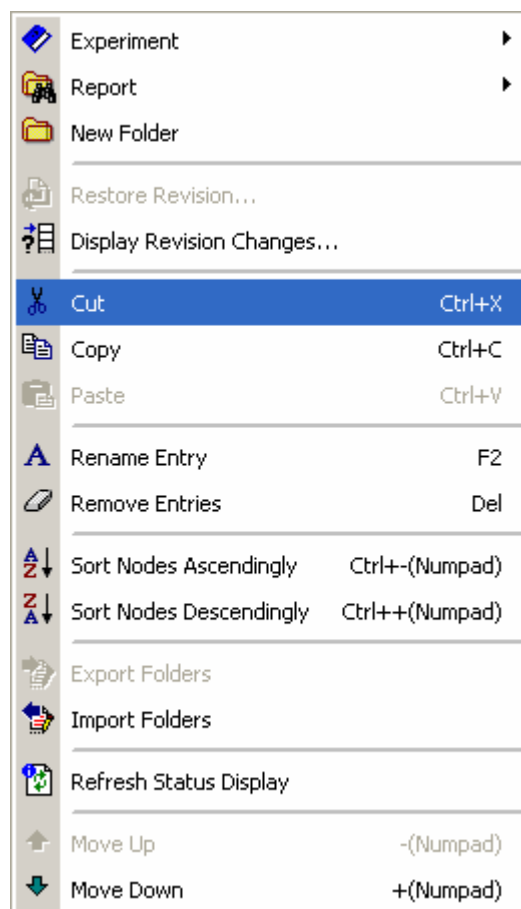 Experiment
Report
New Folder
Restore Revision...
Display Revision Changes...
Cut Ctrl+X
Copy Ctrl+C
Paste Ctrl+V
Rename Entry F2
Remove Entries Del
Sort Nodes Ascendingly Ctrl+-(Numpad)
Sort Nodes Descendingly Ctrl++(Numpad)
Export Folders
Import Folders
Refresh Status Display
Move Up -(Numpad)
Move Down +(Numpad)